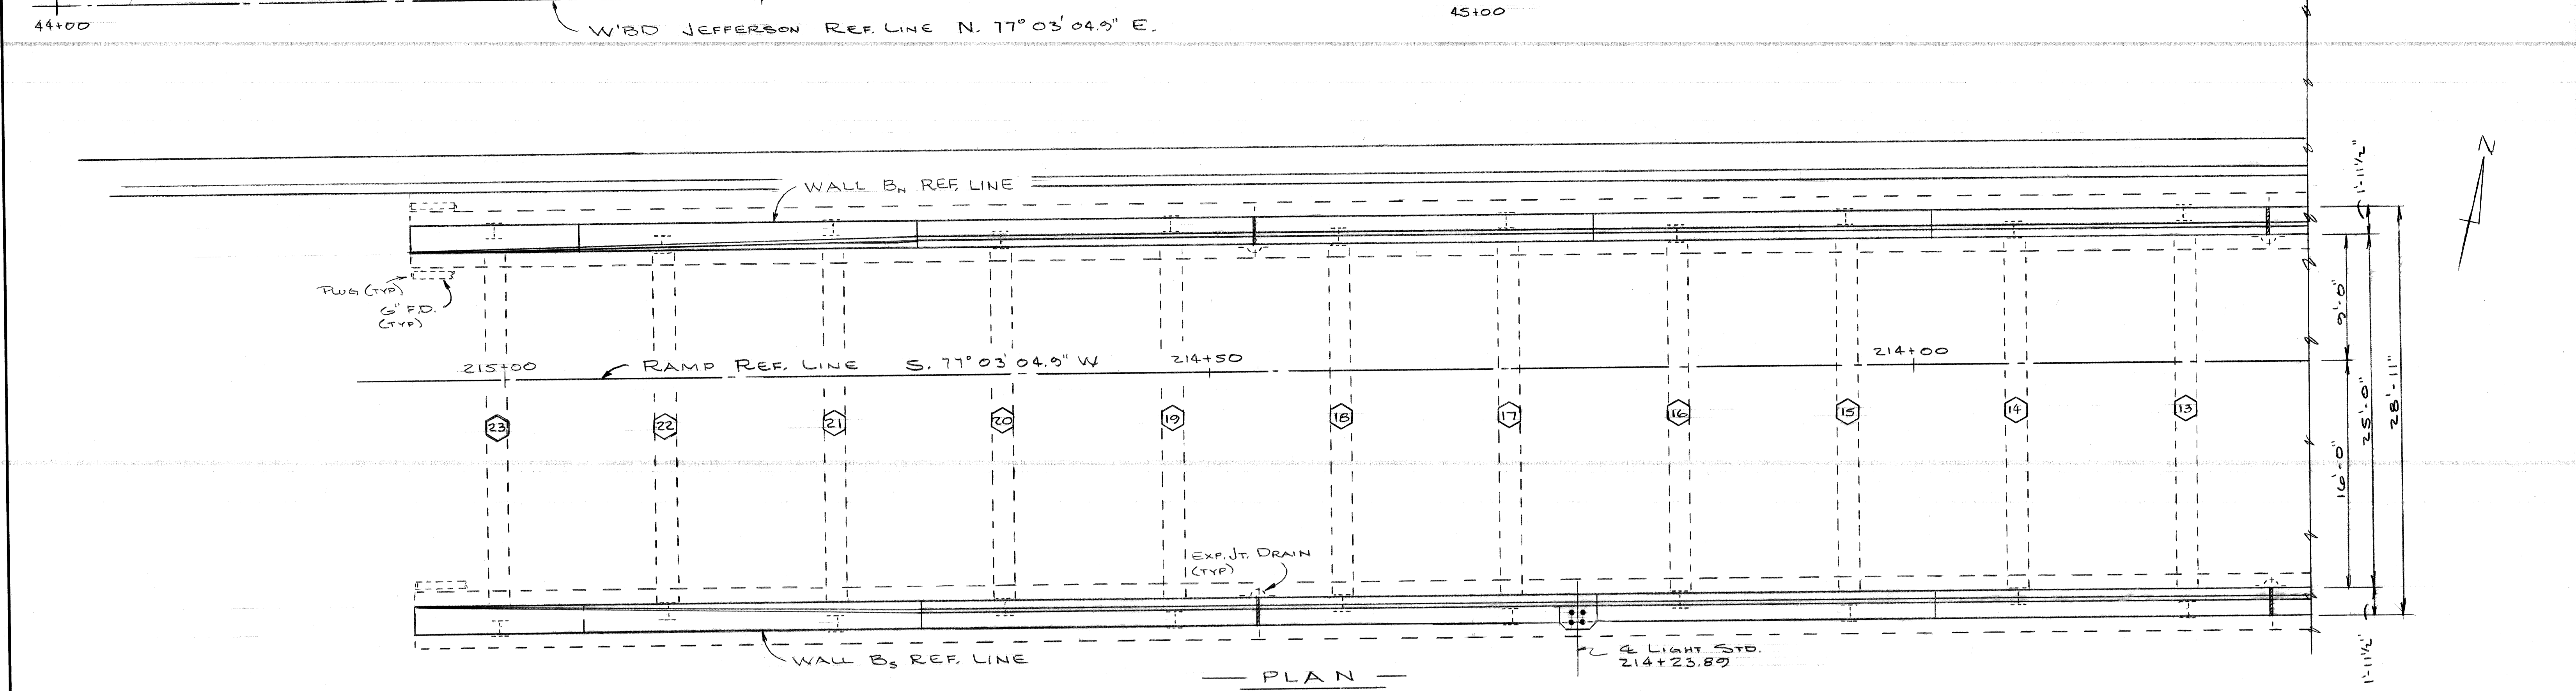 44+00
W'BD JEFFERSON REF. LINE N. 77° 03' 04.9" E.
45+00
WALL BN REF. LINE
N
1'-11½"
PLUG (TYP)
6" F.D.
(TYP)
9'-0"
215+00
RAMP REF. LINE S. 77° 03' 04.9" W
214+50
214+00
23
22
21
20
19
18
17
16
15
14
13
16'-0"
25'-0"
28'-11"
EXP. JT. DRAIN
(TYP)
WALL BS REF. LINE
℄ LIGHT STD.
214+23.89
1'-11½"
PLAN